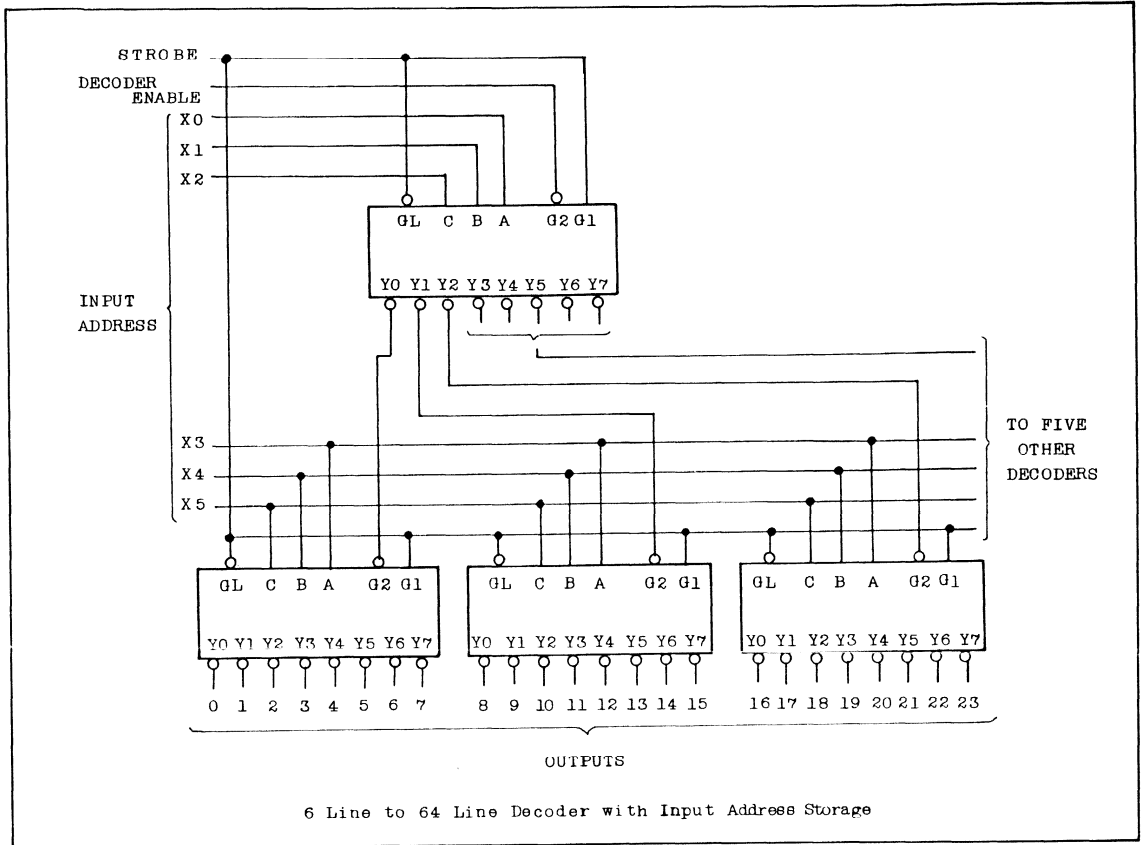 STROBE
DECODER
ENABLE
X0
X1
X2
GL C B A G2 G1
Y0 Y1 Y2 Y3 Y4 Y5 Y6 Y7
INPUT
ADDRESS
TO FIVE
OTHER
DECODERS
X3
X4
X5
GL C B A G2 G1 GL C B A G2 G1 GL C B A G2 G1
Y0 Y1 Y2 Y3 Y4 Y5 Y6 Y7 Y0 Y1 Y2 Y3 Y4 Y5 Y6 Y7 Y0 Y1 Y2 Y3 Y4 Y5 Y6 Y7
0 1 2 3 4 5 6 7 8 9 10 11 12 13 14 15 16 17 18 19 20 21 22 23
OUTPUTS
6 Line to 64 Line Decoder with Input Address Storage